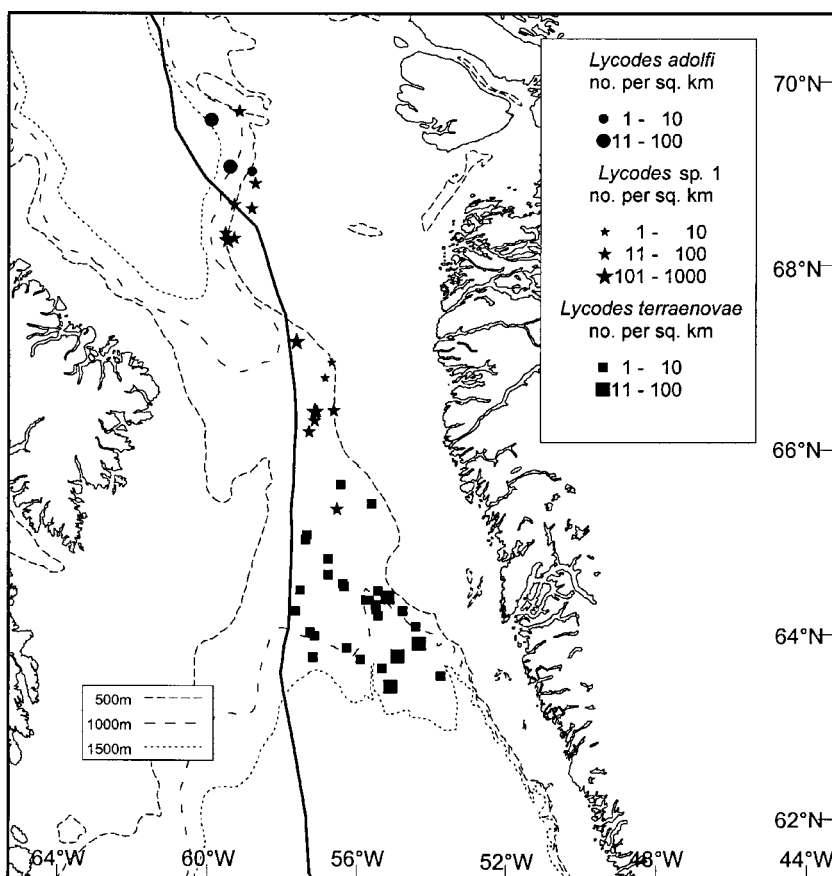 Lycodes adolfi
no. per sq. km
1 - 10
11 - 100
Lycodes sp. 1
no. per sq. km
1 - 10
11 - 100
101 - 1000
Lycodes terraenovae
no. per sq. km
1 - 10
11 - 100
70°N
68°N
66°N
64°N
62°N
500m
1000m
1500m
64°W
60°W
56°W
52°W
48°W
44°W